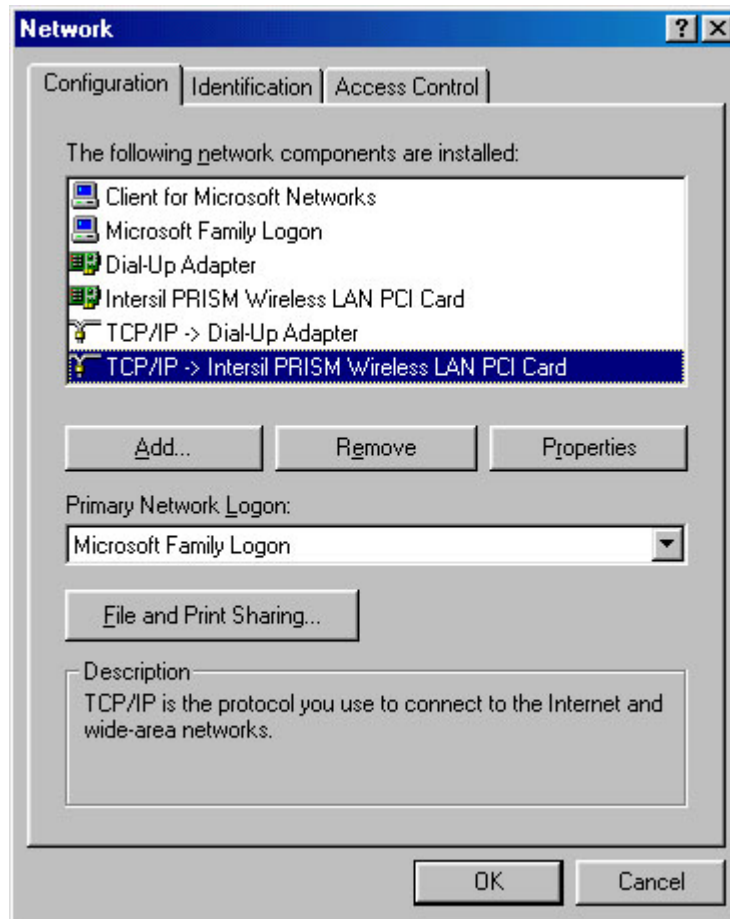 Network
Configuration Identification Access Control
The following network components are installed:
Client for Microsoft Networks
Microsoft Family Logon
Dial-Up Adapter
Intersil PRISM Wireless LAN PCI Card
TCP/IP -> Dial-Up Adapter
TCP/IP -> Intersil PRISM Wireless LAN PCI Card
Add... Remove Properties
Primary Network Logon:
Microsoft Family Logon
File and Print Sharing...
Description
TCP/IP is the protocol you use to connect to the Internet and
wide-area networks.
OK Cancel